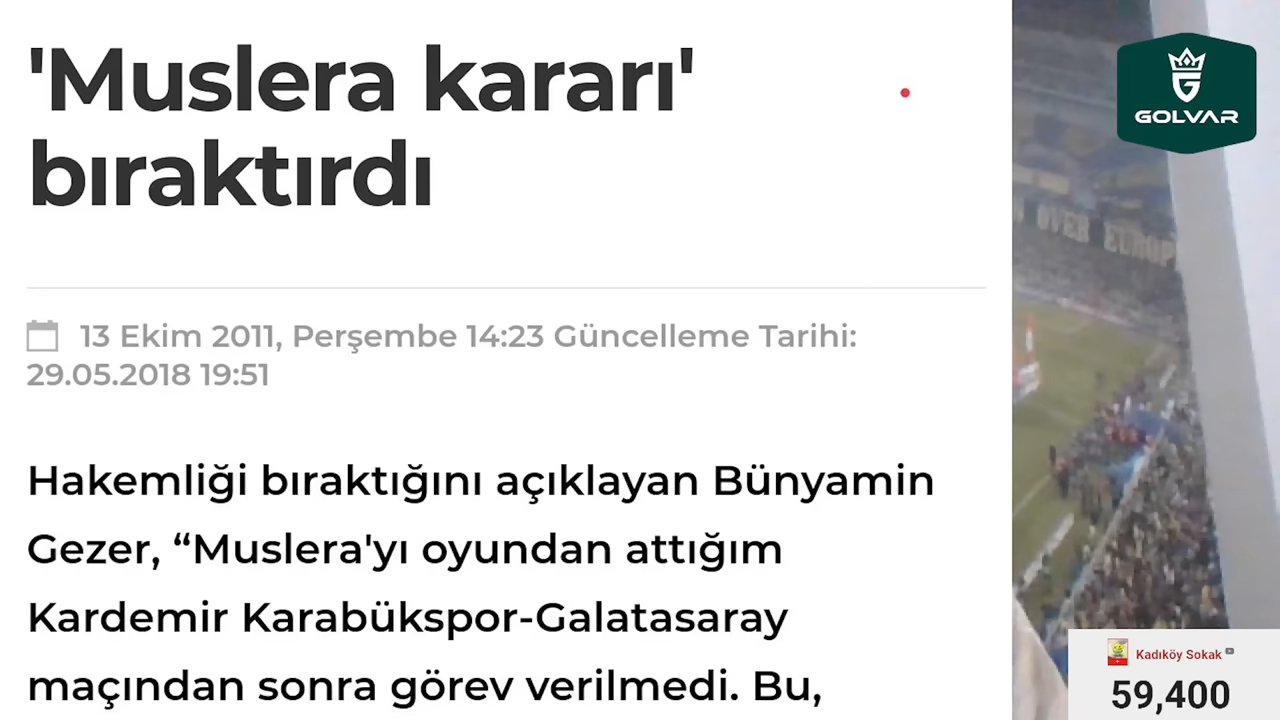 'Muslera kararı'
bıraktırdı
13 Ekim 2011, Perşembe 14:23 Güncelleme Tarihi:
29.05.2018 19:51
Hakemliği bıraktığını açıklayan Bünyamin
Gezer, “Muslera'yı oyundan attığım
Kardemir Karabükspor-Galatasaray
maçından sonra görev verilmedi. Bu,
GOLVAR
OVER EUROP
Kadıköy Sokak
59,400